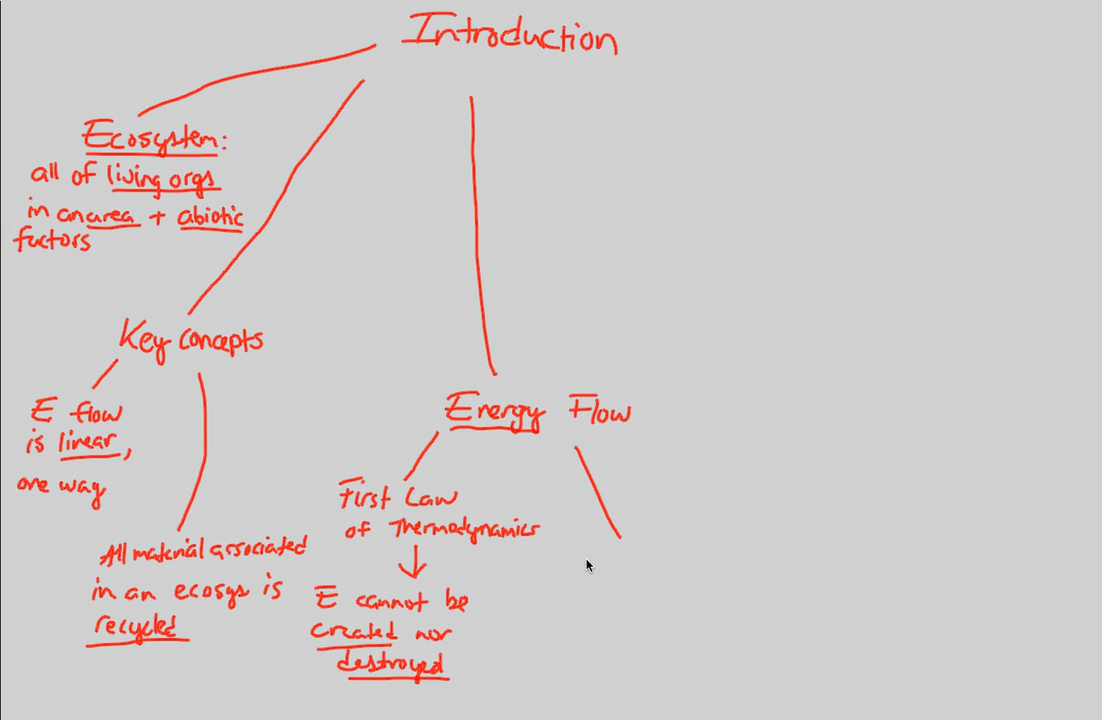 Introduction
Ecosystem:
all of living orgs
in an area + abiotic
factors
Key concepts
E flow
is linear,
one way
All material associated
in an ecosys is
recycled
Energy Flow
First Law
of Thermodynamics
E cannot be
created nor
destroyed